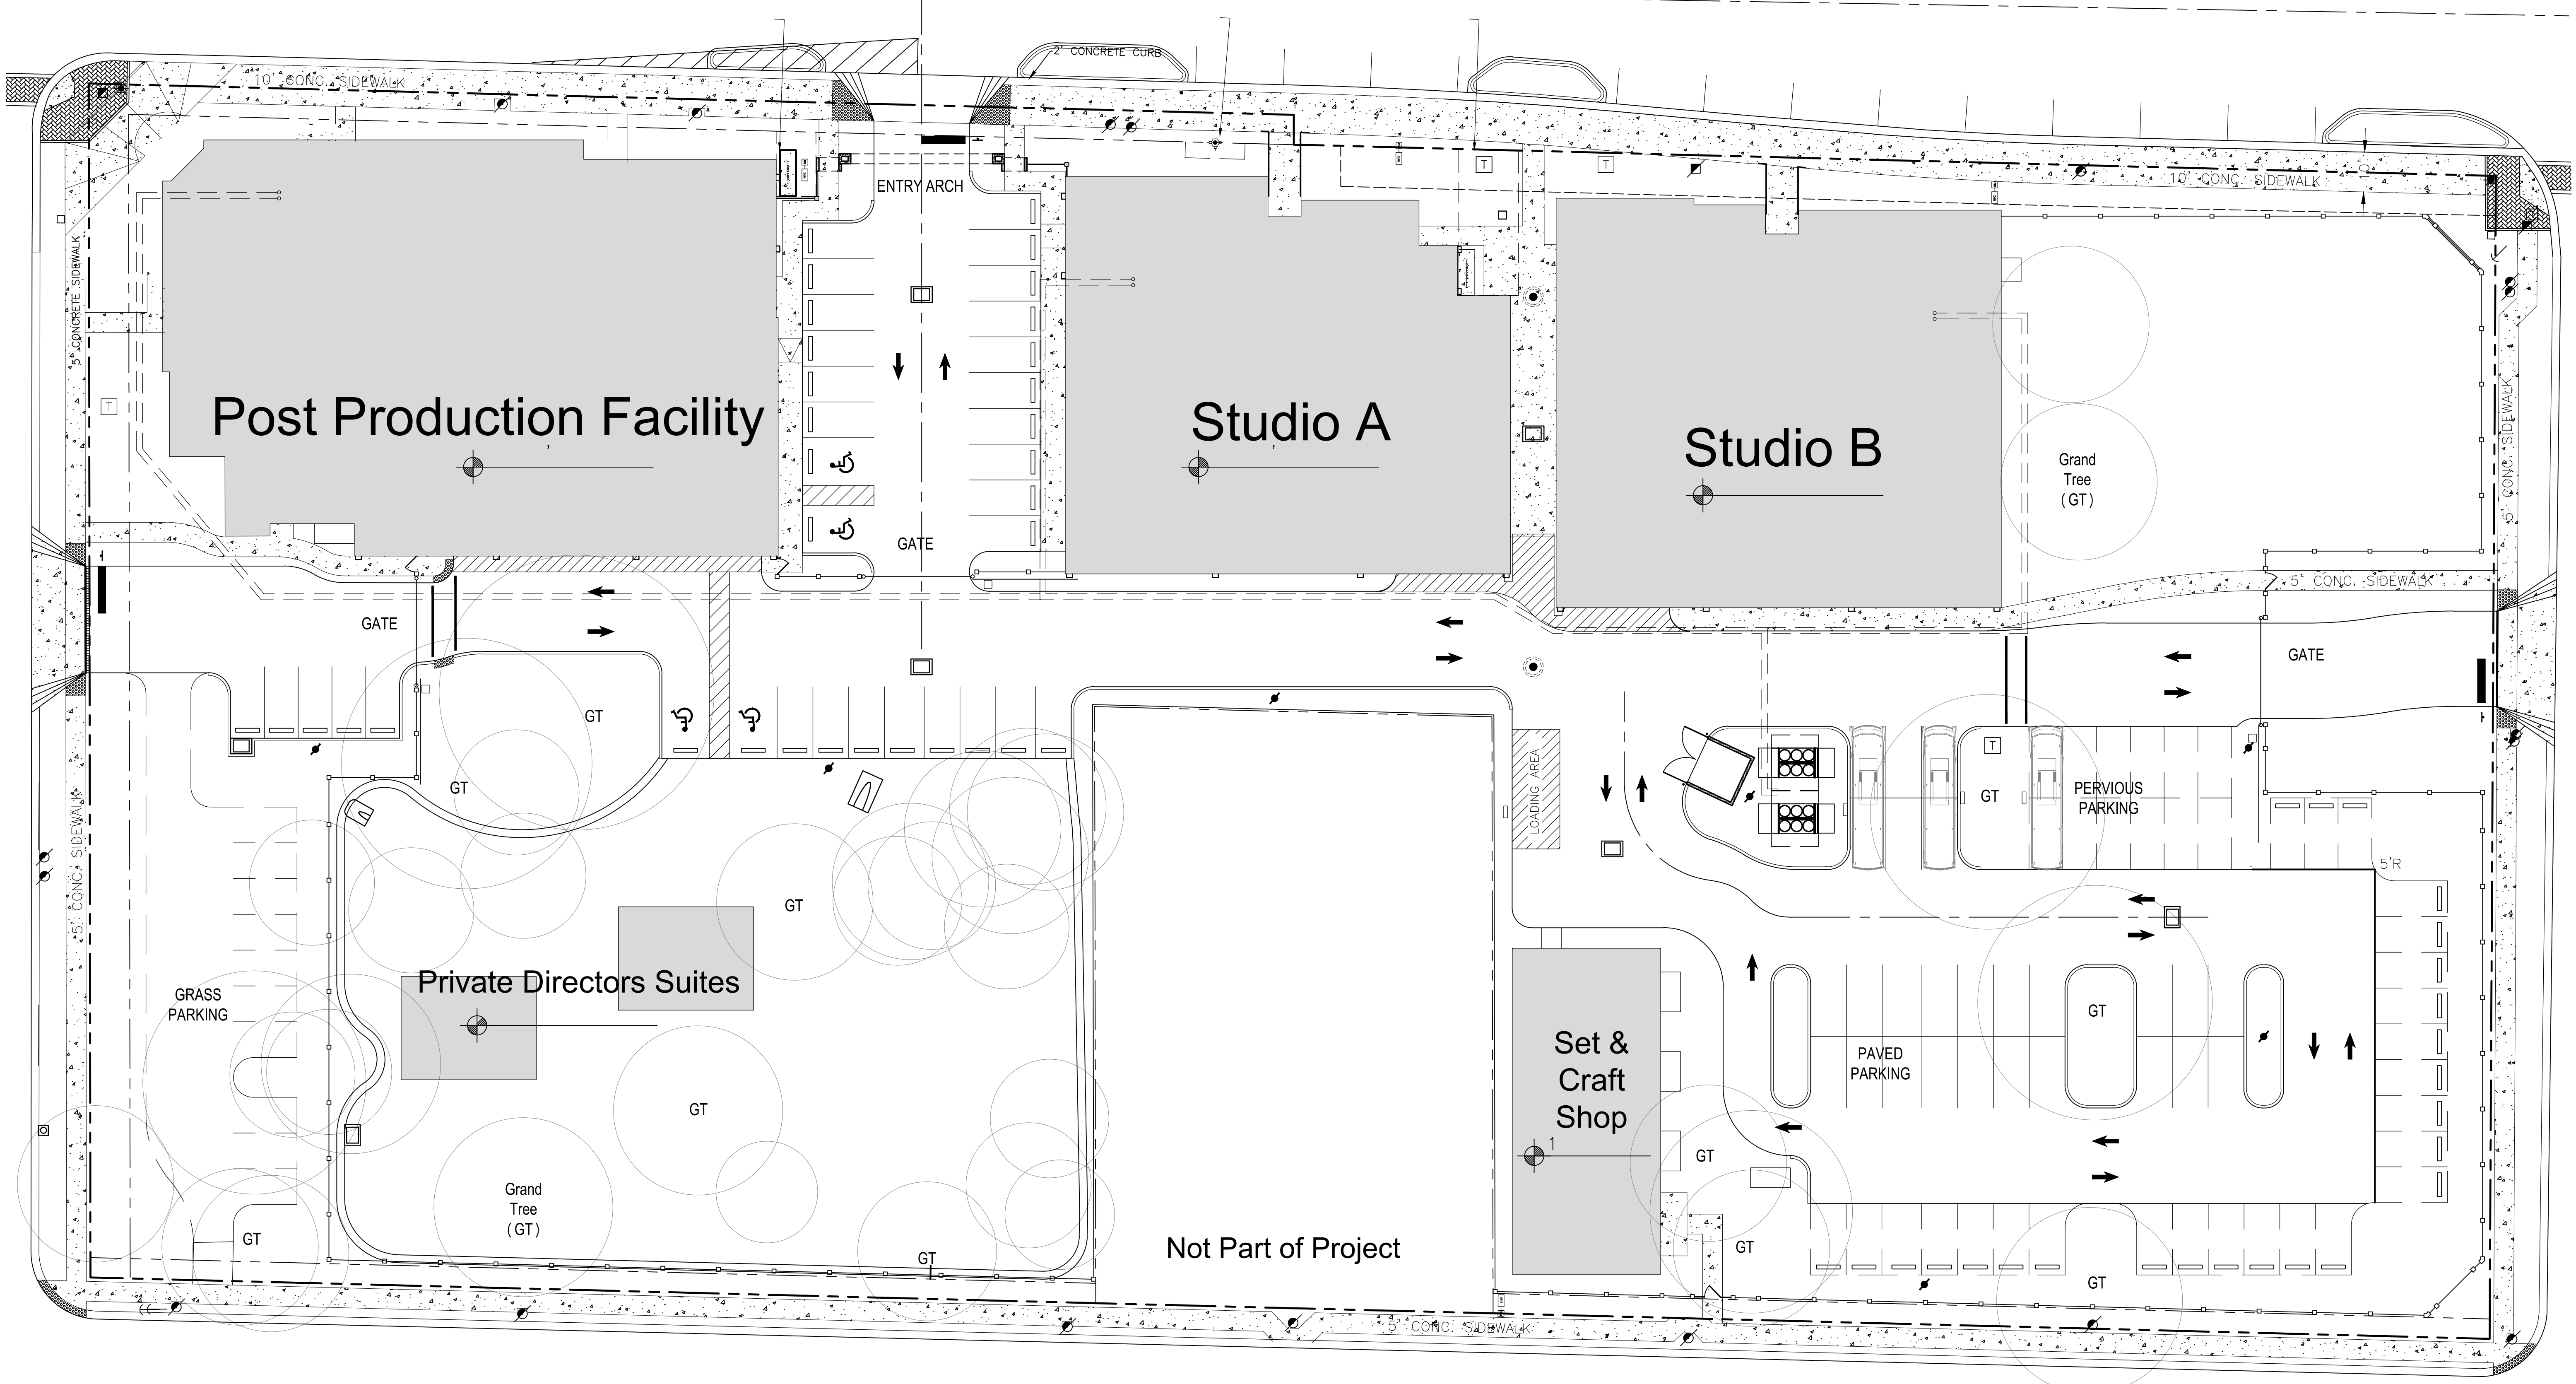 2' CONCRETE CURB
10' CONC. SIDEWALK
10' CONC. SIDEWALK
10
ENTRY ARCH
T
T
5' CONCRETE SIDEWALK
T
Post Production Facility
Studio A
Studio B
Grand
Tree
(GT)
5' CONC. SIDEWALK
GATE
GATE
5' CONC. SIDEWALK
GATE
GT
GT
T
GT
PERVIOUS
PARKING
LOADING AREA
5'R
5' CONC. SIDEWALK
GT
Private Directors Suites
GRASS
PARKING
GT
Set &
Craft
Shop
1
PAVED
PARKING
GT
GT
Grand
Tree
(GT)
GT
GT
Not Part of Project
GT
GT
5' CONC. SIDEWALK